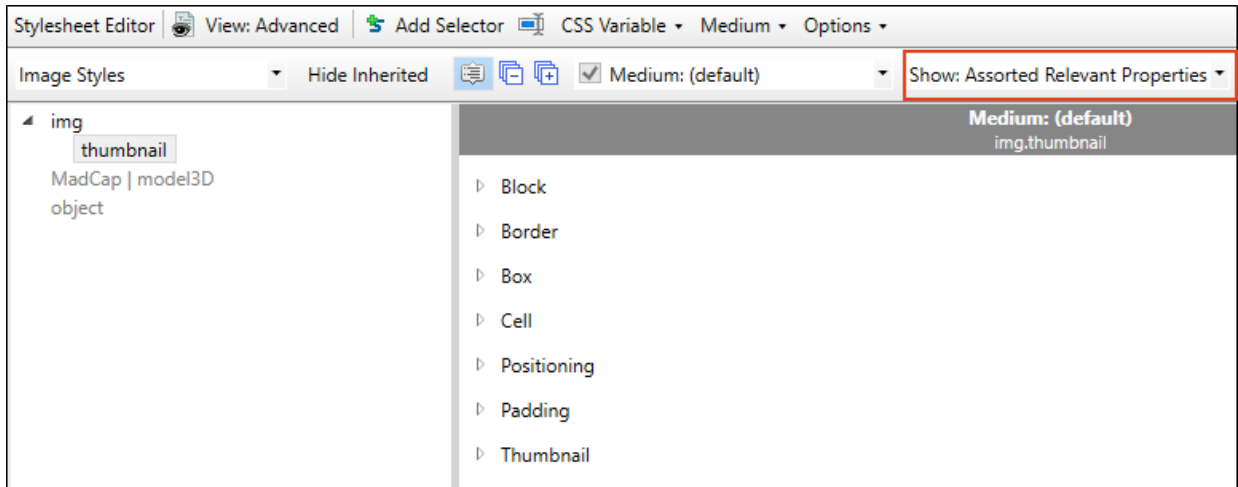 Stylesheet Editor View: Advanced Add Selector CSS Variable Medium Options
Image Styles Hide Inherited Medium: (default) Show: Assorted Relevant Properties
img
thumbnail
MadCap | model3D
object
Medium: (default)
img.thumbnail
Block
Border
Box
Cell
Positioning
Padding
Thumbnail